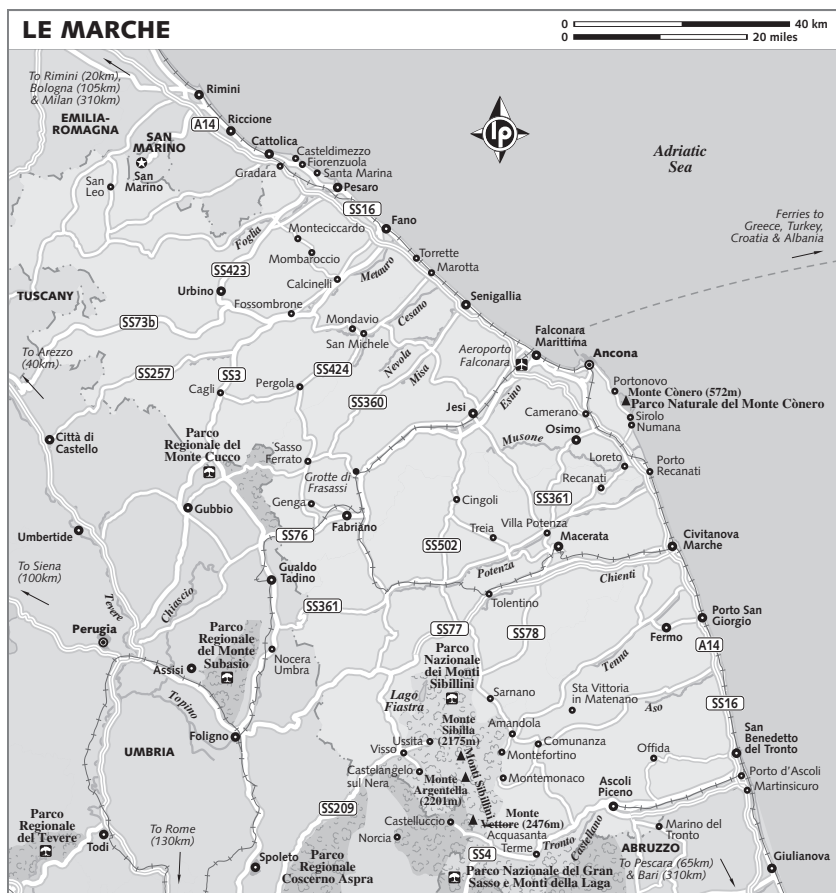 LE MARCHE
0 40 km
0 20 miles
To Rimini (20km),
Bologna (105km)
& Milan (310km)
Rimini
EMILIA-
ROMAGNA
A14
Riccione
SAN
MARINO
San
Marino
Cattolica
Casteldimezzo
Fiorenzuola
Santa Marina
Gradara
Pesaro
San
Leo
lp
Adriatic
Sea
SS16
Fano
Ferries to
Greece, Turkey,
Croatia & Albania
Foglia
Monteciccardo
Mombaroccio
Metauro
Torrette
Marotta
SS423
Calcinelli
TUSCANY
Urbino
Fossombrone
Cesano
Senigallia
SS73b
Mondavio
San Michele
Falconara
Marittima
Aeroporto
Falconara
Ancona
To Arezzo
(40km)
SS257
SS3
SS424
Nevola
Misa
Cagli
Pergola
Esino
Portonovo
Monte Cònero (572m)
Parco Naturale del Monte Cònero
SS360
Jesi
Camerano
Sirolo
Numana
Città di
Castello
Parco
Regionale del
Monte Cucco
Sasso
Ferrato
Musone
Osimo
Loreto
Porto
Recanati
Grotte di
Frasassi
Recanati
Cingoli
SS361
Genga
Gubbio
Fabriano
Umbertide
SS76
Treia
Villa Potenza
SS502
Macerata
Civitanova
Marche
To Siena
(100km)
Gualdo
Tadino
Potenza
Chienti
Tevere
Chiascio
SS361
Tolentino
Porto San
Giorgio
Perugia
Parco
Regionale
del Monte
Subasio
SS77
SS78
Fermo
Parco
Nazionale
dei Monti
Sibillini
A14
Nocera
Umbra
Tenna
Assisi
Sarnano
Sta Vittoria
in Matenano
Aso
SS16
Topino
Lago
Fiastra
Amandola
Foligno
Ussita
Monte
Sibilla
(2175m)
Comunanza
San
Benedetto
del Tronto
UMBRIA
Visso
Montefortino
Offida
Monti Sibillini
Castelangelo
sul Nera
Monte
Argentella
(2201m)
Montemonaco
Ascoli
Piceno
Porto d'Ascoli
Martinsicuro
SS209
Parco
Regionale
del Tevere
Castelluccio
Monte
Vettore (2476m)
Todi
To Rome
(130km)
Norcia
Acquasanta
Terme
Tronto
Castellano
Marino del
Tronto
ABRUZZO
Spoleto
Parco
Regionale
Coscerno Aspra
SS4
To Pescara (65km)
& Bari (310km)
Giulianova
Parco Nazionale del Gran
Sasso e Monti della Laga